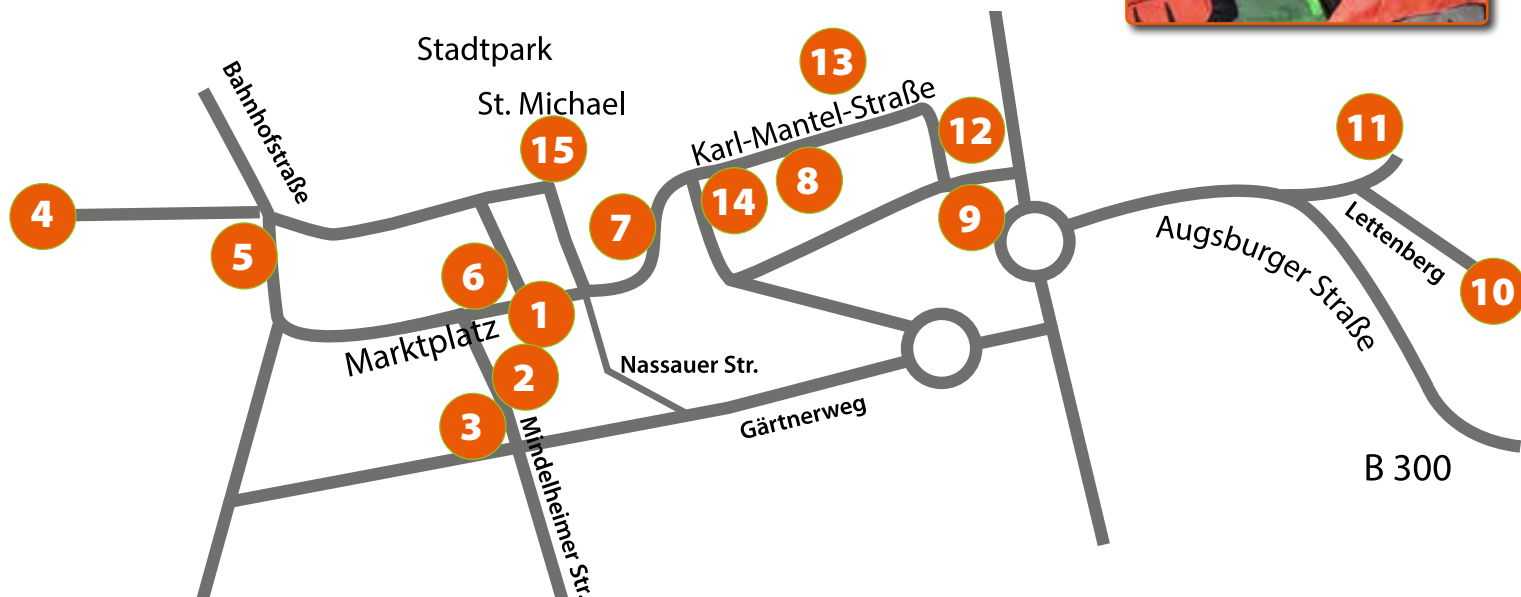 Stadtpark
Bahnhofstraße
St. Michael
13
Karl-Mantel-Straße
12
11
15
8
14
4
7
9
5
Lettenberg
Augsburger Straße
6
10
1
Marktplatz
Nassauer Str.
2
3
Gärtnerweg
Mindelheimer Str.
B 300